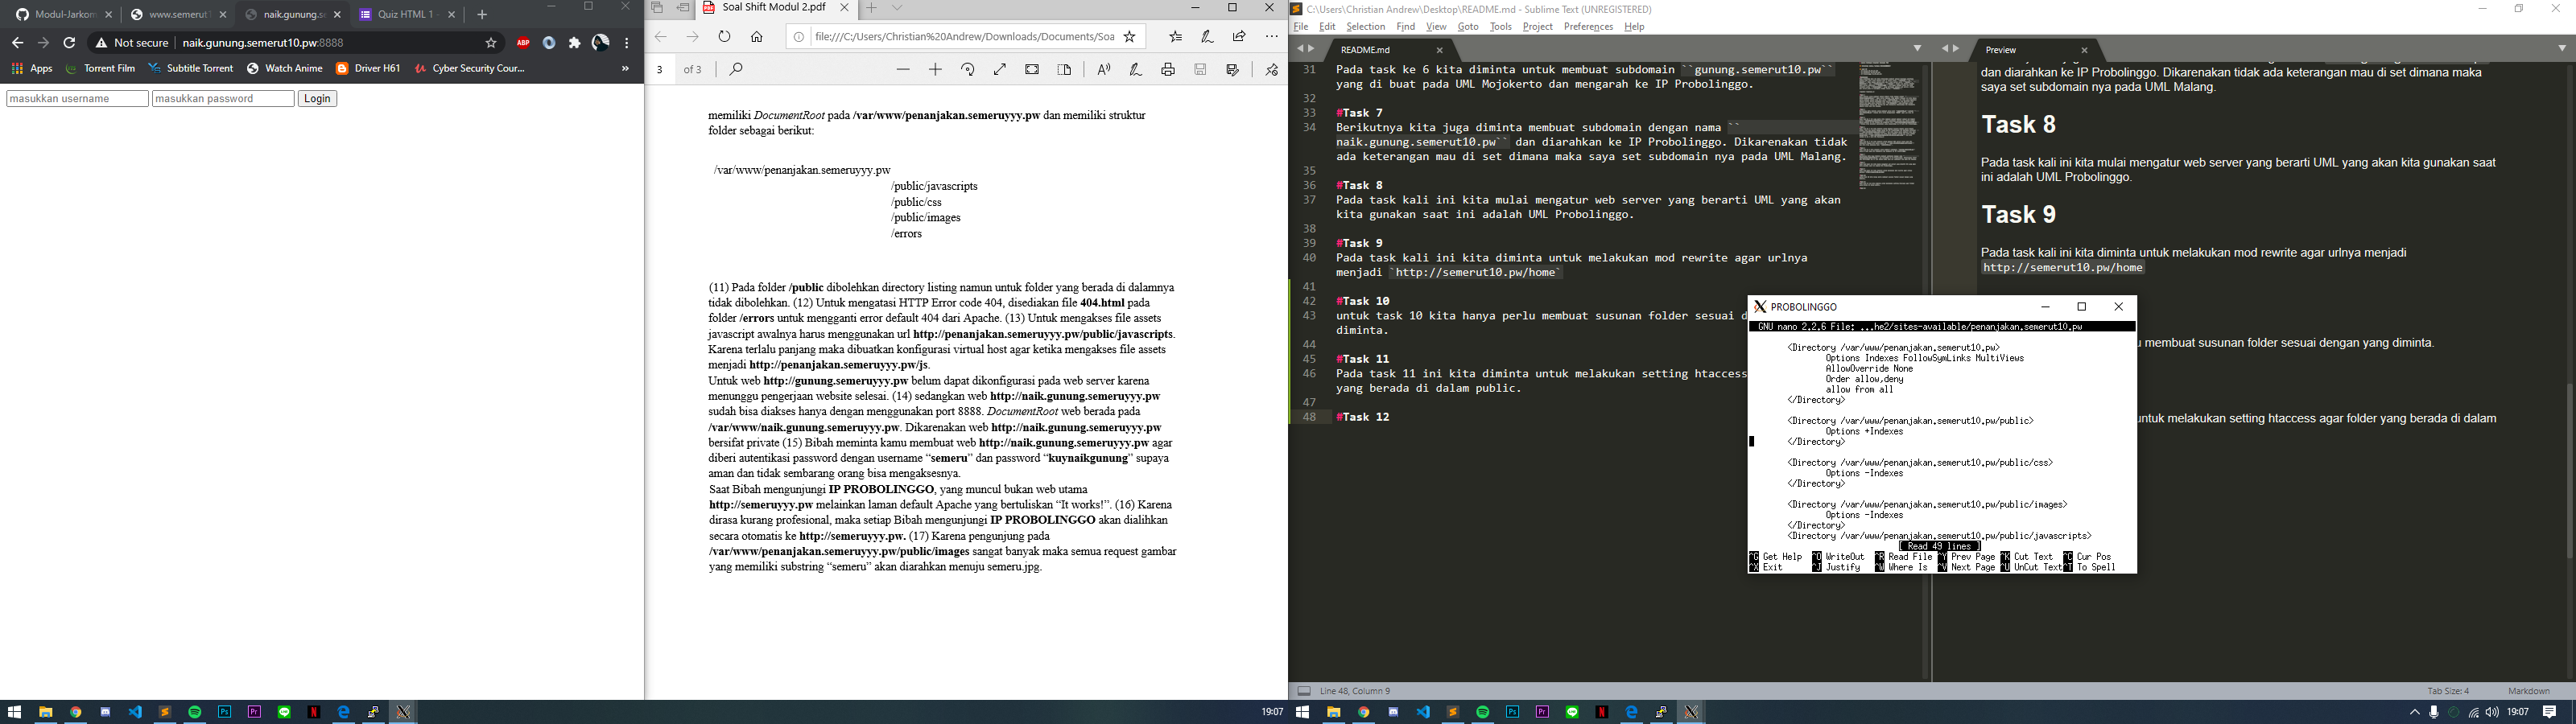 Modul-Jarkom
www.semerut
naik.gunung.se
Quiz HTML 1
Not secure
naik.gunung.semerut10.pw:8888
ABP
Apps
Torrent Film
Subtitle Torrent
Watch Anime
Driver H61
Cyber Security Cour...
»
masukkan username
masukkan password
Login
Soal Shift Modul 2.pdf
file:///C:/Users/Christian%20Andrew/Downloads/Documents/Soa
3
of 3
memiliki DocumentRoot pada /var/www/penanjakan.semeruyyy.pw dan memiliki struktur
folder sebagai berikut:
/var/www/penanjakan.semeruyyy.pw
/public/javascripts
/public/css
/public/images
/errors
(11) Pada folder /public dibolehkan directory listing namun untuk folder yang berada di dalamnya
tidak dibolehkan. (12) Untuk mengatasi HTTP Error code 404, disediakan file 404.html pada
folder /errors untuk mengganti error default 404 dari Apache. (13) Untuk mengakses file assets
javascript awalnya harus menggunakan url http://penanjakan.semeruyyy.pw/public/javascripts.
Karena terlalu panjang maka dibuatkan konfigurasi virtual host agar ketika mengakses file assets
menjadi http://penanjakan.semeruyyy.pw/js.
Untuk web http://gunung.semeruyyy.pw belum dapat dikonfigurasi pada web server karena
menunggu pengerjaan website selesai. (14) sedangkan web http://naik.gunung.semeruyyy.pw
sudah bisa diakses hanya dengan menggunakan port 8888. DocumentRoot web berada pada
/var/www/naik.gunung.semeruyyy.pw. Dikarenakan web http://naik.gunung.semeruyyy.pw
bersifat private (15) Bibah meminta kamu membuat web http://naik.gunung.semeruyyy.pw agar
diberi autentikasi password dengan username “semeru” dan password “kuynaikgunung” supaya
aman dan tidak sembarang orang bisa mengaksesnya.
Saat Bibah mengunjungi IP PROBOLINGGO, yang muncul bukan web utama
http://semeruyyy.pw melainkan laman default Apache yang bertuliskan “It works!”. (16) Karena
dirasa kurang profesional, maka setiap Bibah mengunjungi IP PROBOLINGGO akan dialihkan
secara otomatis ke http://semeruyyy.pw. (17) Karena pengunjung pada
/var/www/penanjakan.semeruyyy.pw/public/images sangat banyak maka semua request gambar
yang memiliki substring “semeru” akan diarahkan menuju semeru.jpg.
C:\Users\Christian Andrew\Desktop\README.md - Sublime Text (UNREGISTERED)
File Edit Selection Find View Goto Tools Project Preferences Help
README.md
31 Pada task ke 6 kita diminta untuk membuat subdomain ``gunung.semerut10.pw``
yang di buat pada UML Mojokerto dan mengarah ke IP Probolinggo.
32
33 #Task 7
34 Berikutnya kita juga diminta membuat subdomain dengan nama ``
naik.gunung.semerut10.pw`` dan diarahkan ke IP Probolinggo. Dikarenakan tidak
ada keterangan mau di set dimana maka saya set subdomain nya pada UML Malang.
35
36 #Task 8
37 Pada task kali ini kita mulai mengatur web server yang berarti UML yang akan
kita gunakan saat ini adalah UML Probolinggo.
38
39 #Task 9
40 Pada task kali ini kita diminta untuk melakukan mod rewrite agar urlnya
menjadi `http://semerut10.pw/home`
41
42 #Task 10
43 untuk task 10 kita hanya perlu membuat susunan folder sesuai d
diminta.
44
45 #Task 11
46 Pada task 11 ini kita diminta untuk melakukan setting htaccess
yang berada di dalam public.
47
48 #Task 12
Preview
dan diarahkan ke IP Probolinggo. Dikarenakan tidak ada keterangan mau di set dimana maka
saya set subdomain nya pada UML Malang.
Task 8
Pada task kali ini kita mulai mengatur web server yang berarti UML yang akan kita gunakan saat
ini adalah UML Probolinggo.
Task 9
Pada task kali ini kita diminta untuk melakukan mod rewrite agar urlnya menjadi
http://semerut10.pw/home
u membuat susunan folder sesuai dengan yang diminta.
untuk melakukan setting htaccess agar folder yang berada di dalam
PROBOLINGGO
GNU nano 2.2.6 File: ...he2/sites-available/penanjakan.semerut10.pw
<Directory /var/www/penanjakan.semerut10.pw>
Options Indexes FollowSymLinks MultiViews
AllowOverride None
Order allow,deny
allow from all
</Directory>
<Directory /var/www/penanjakan.semerut10.pw/public>
Options +Indexes
</Directory>
<Directory /var/www/penanjakan.semerut10.pw/public/css>
Options -Indexes
</Directory>
<Directory /var/www/penanjakan.semerut10.pw/public/images>
Options -Indexes
</Directory>
<Directory /var/www/penanjakan.semerut10.pw/public/javascripts>
[ Read 49 lines ]
^G Get Help ^O WriteOut ^R Read File ^Y Prev Page ^K Cut Text ^C Cur Pos
^X Exit ^J Justify ^W Where Is ^V Next Page ^U UnCut Text ^T To Spell
Line 48, Column 9
Tab Size: 4
Markdown
19:07
19:07